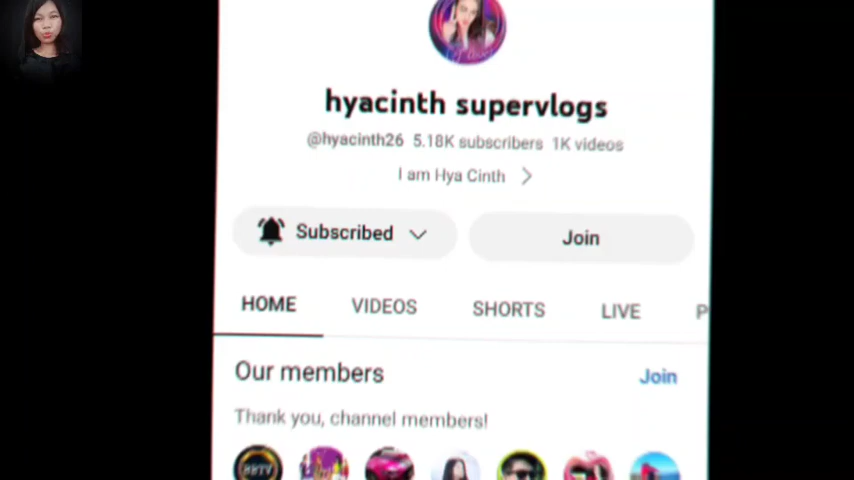 hyacinth supervlogs
@hyacinth26 5.18K subscribers 1K videos
I am Hya Cinth
Subscribed
Join
HOME
VIDEOS
SHORTS
LIVE
P
Our members
Join
Thank you, channel members!